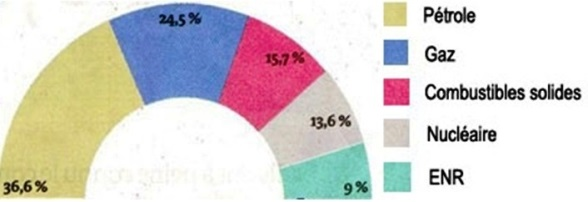 24,5 %
15,7 %
13,6 %
36,6 %
9 %
Pétrole
Gaz
Combustibles solides
Nucléaire
ENR